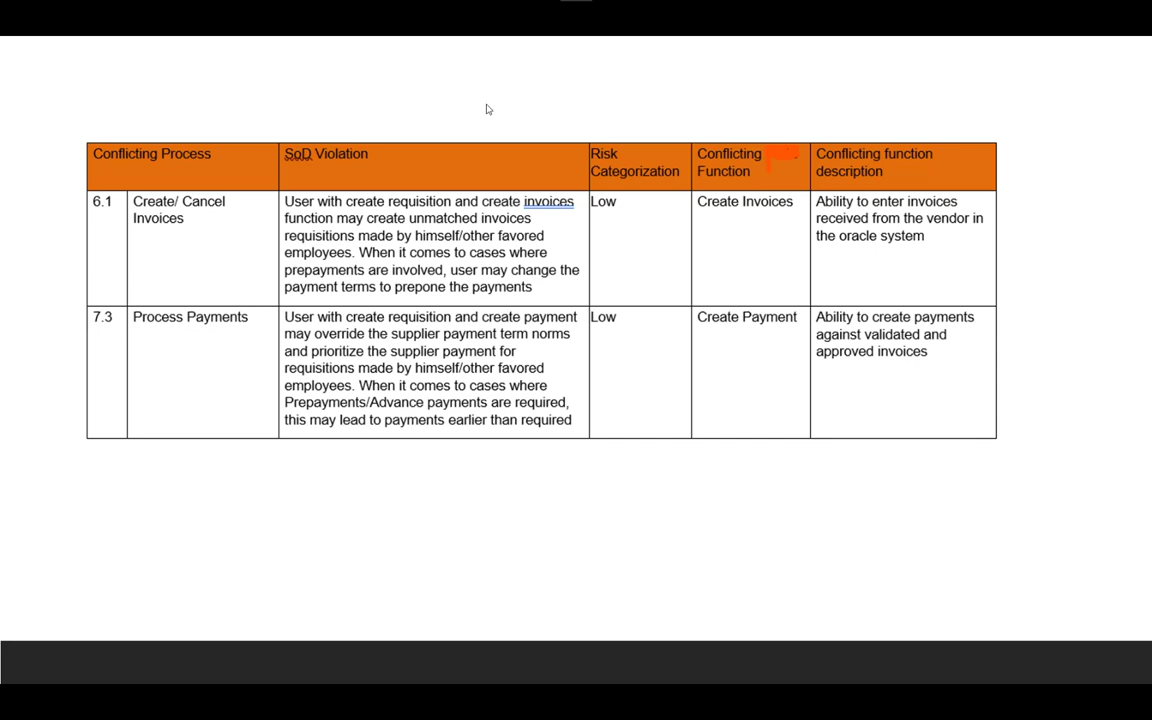 Conflicting Process
SoD Violation
Risk
Categorization
Conflicting
Function
Conflicting function
description
6.1
Create/ Cancel
Invoices
User with create requisition and create invoices
function may create unmatched invoices
requisitions made by himself/other favored
employees. When it comes to cases where
prepayments are involved, user may change the
payment terms to prepone the payments
Low
Create Invoices
Ability to enter invoices
received from the vendor in
the oracle system
7.3
Process Payments
User with create requisition and create payment
may override the supplier payment term norms
and prioritize the supplier payment for
requisitions made by himself/other favored
employees. When it comes to cases where
Prepayments/Advance payments are required,
this may lead to payments earlier than required
Low
Create Payment
Ability to create payments
against validated and
approved invoices